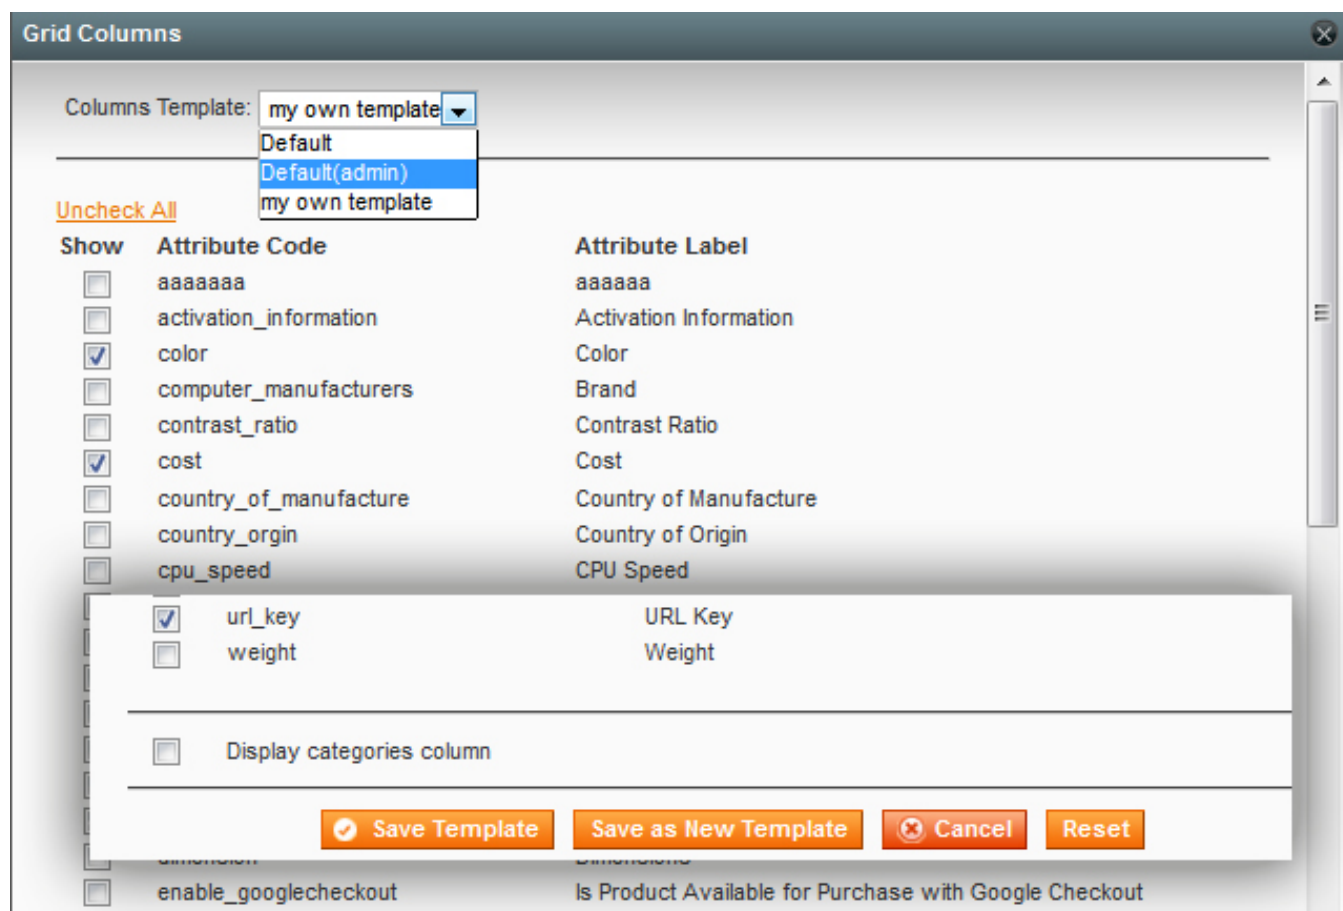 Grid Columns
Columns Template: my own template
Default
Default(admin)
my own template
Uncheck All
Show Attribute Code Attribute Label
aaaaaaa aaaaaa
activation_information Activation Information
color Color
computer_manufacturers Brand
contrast_ratio Contrast Ratio
cost Cost
country_of_manufacture Country of Manufacture
country_orgin Country of Origin
cpu_speed CPU Speed
url_key URL Key
weight Weight
Display categories column
Save Template Save as New Template Cancel Reset
dimension Dimensions
enable_googlecheckout Is Product Available for Purchase with Google Checkout